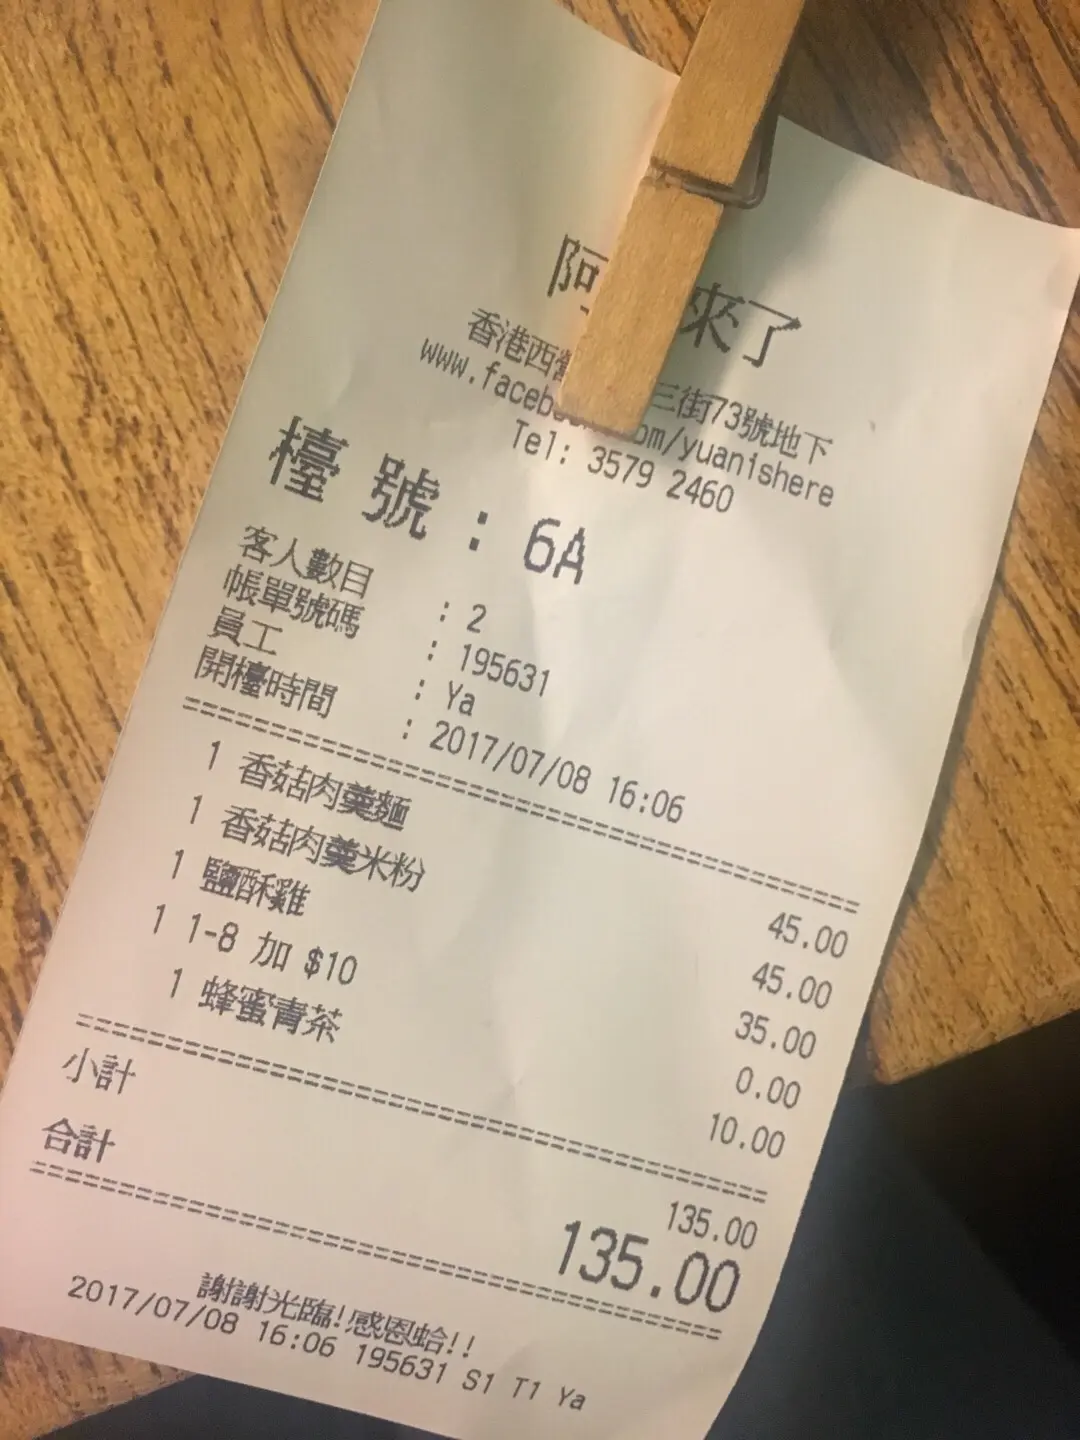 阿 來了
香港西營 三街73號地下
www.faceb om/yuanishere
Tel: 3579 2460
檯號 : 6A
客人數目 : 2
帳單號碼 : 195631
員工 : Ya
開檯時間 : 2017/07/08 16:06
1 香菇肉羹麵 45.00
1 香菇肉羹米粉 45.00
1 鹽酥雞 35.00
1 1-8 加 $10 0.00
1 蜂蜜青茶 10.00
小計 135.00
合計 135.00
謝謝光臨!感恩蛤!!
2017/07/08 16:06 195631 S1 T1 Ya